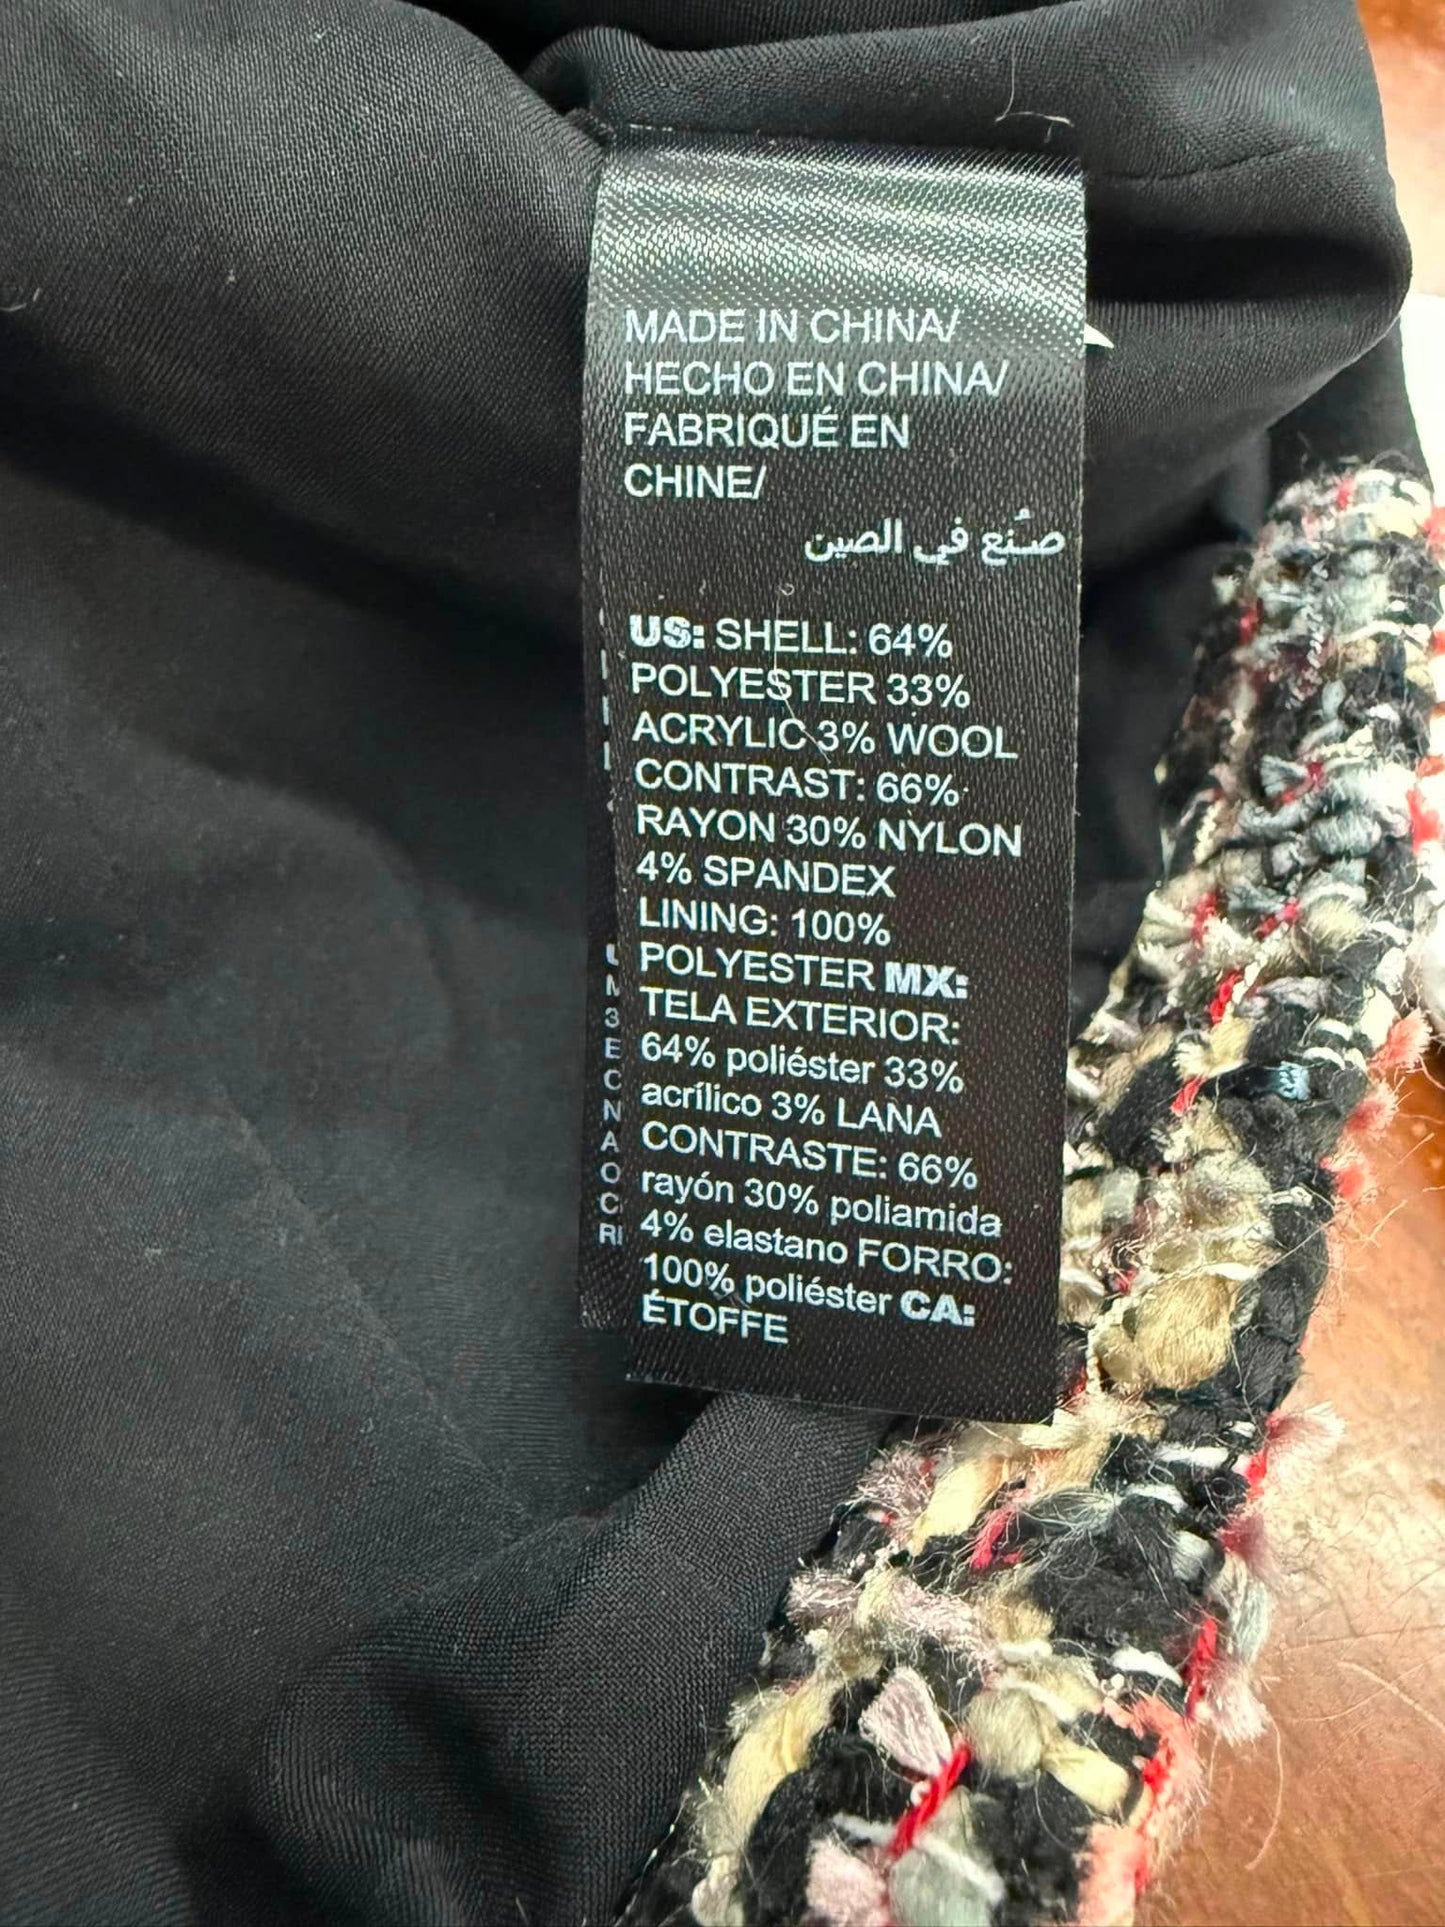 MADE IN CHINA/
HECHO EN CHINA/
FABRIQUÉ EN
CHINE/
صُنع في الصين
US: SHELL: 64%
POLYESTER 33%
ACRYLIC 3% WOOL
CONTRAST: 66%
RAYON 30% NYLON
4% SPANDEX
LINING: 100%
POLYESTER MX:
TELA EXTERIOR:
64% poliéster 33%
acrílico 3% LANA
CONTRASTE: 66%
rayón 30% poliamida
4% elastano FORRO:
100% poliéster CA:
ÉTOFFE